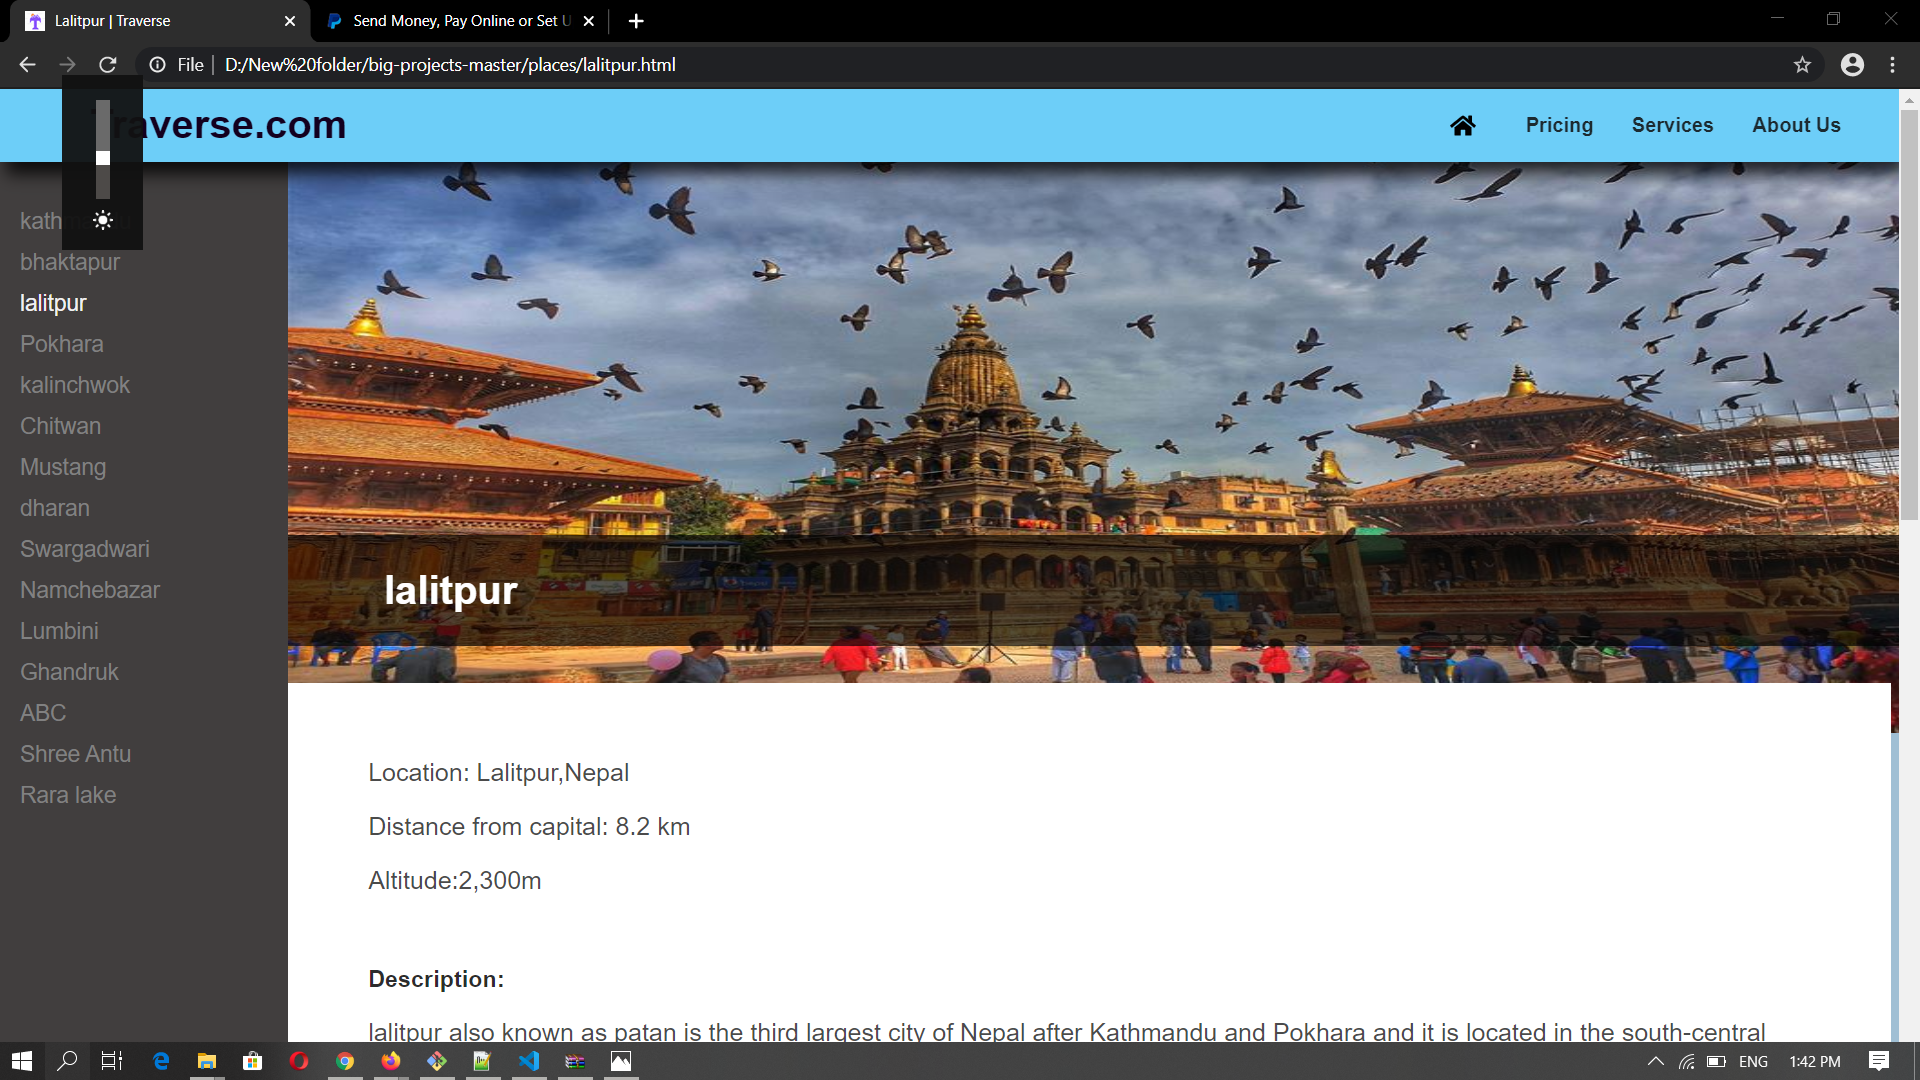 Lalitpur | Traverse
Send Money, Pay Online or Set U
File
D:/New%20folder/big-projects-master/places/lalitpur.html
Traverse.com
Pricing
Services
About Us
kathmandu
bhaktapur
lalitpur
Pokhara
kalinchwok
Chitwan
Mustang
dharan
Swargadwari
Namchebazar
Lumbini
Ghandruk
ABC
Shree Antu
Rara lake
lalitpur
Location: Lalitpur,Nepal
Distance from capital: 8.2 km
Altitude:2,300m
Description:
lalitpur also known as patan is the third largest city of Nepal after Kathmandu and Pokhara and it is located in the south-central
ENG
1:42 PM